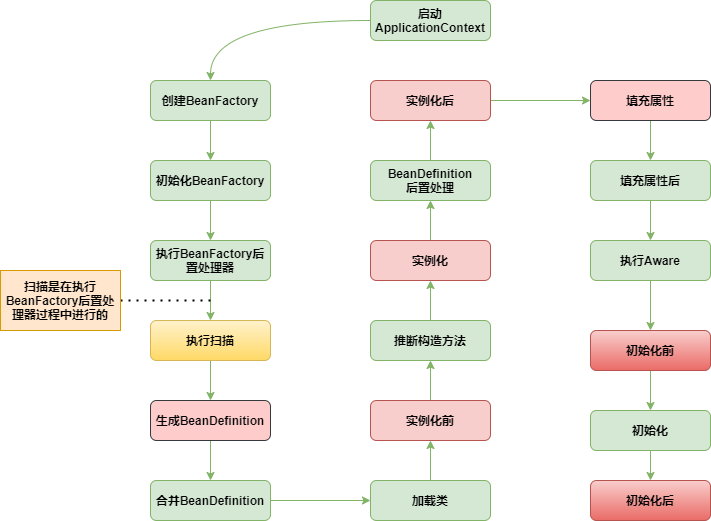 启动
ApplicationContext
创建BeanFactory
初始化BeanFactory
执行BeanFactory后
置处理器
扫描是在执行
BeanFactory后置处
理器过程中进行的
执行扫描
生成BeanDefinition
合并BeanDefinition
加载类
实例化前
推断构造方法
实例化
BeanDefinition
后置处理
实例化后
填充属性
填充属性后
执行Aware
初始化前
初始化
初始化后